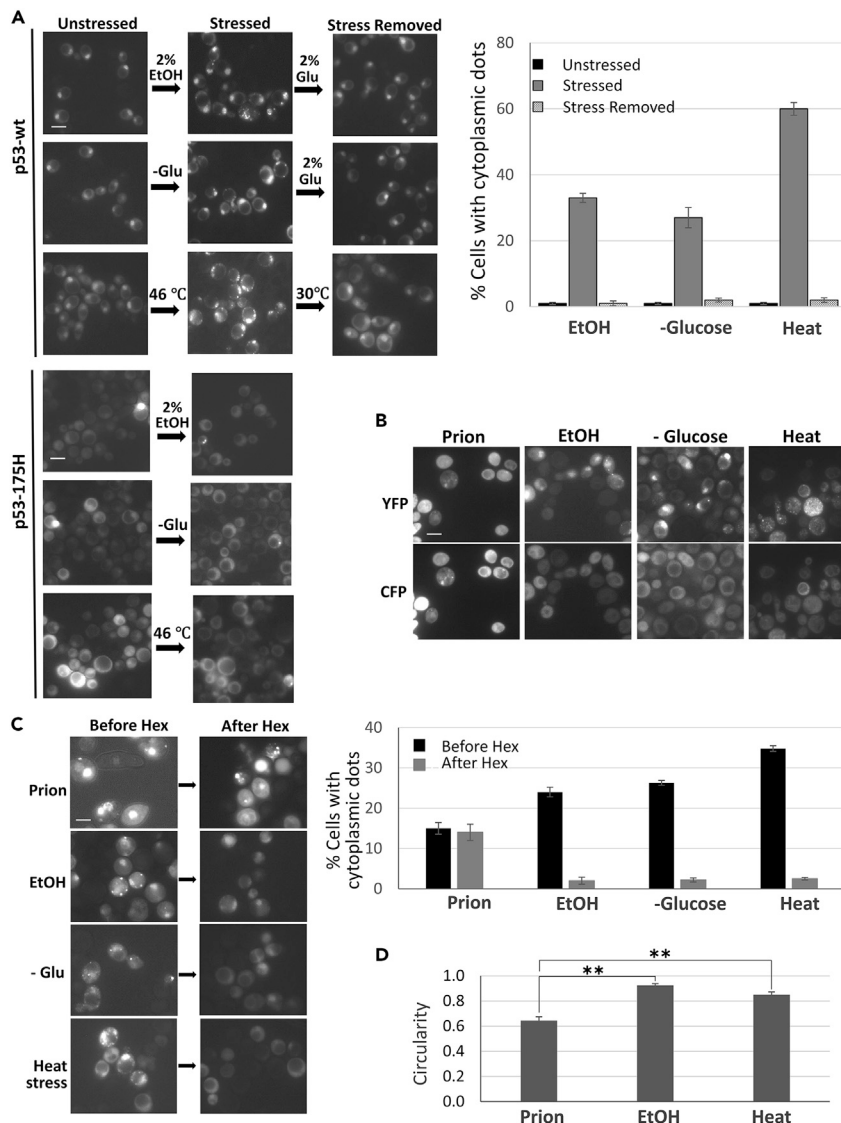 A
Unstressed
Stressed
Stress Removed
p53-wt
2%
EtOH
2%
Glu
-Glu
2%
Glu
46 °C
30°C
p53-175H
2%
EtOH
-Glu
46 °C
% Cells with cytoplasmic dots
80
60
40
20
0
Unstressed
Stressed
Stress Removed
EtOH
-Glucose
Heat
B
Prion
EtOH
- Glucose
Heat
YFP
CFP
C
Before Hex
After Hex
Prion
EtOH
- Glu
Heat
stress
% Cells with
cytoplasmic dots
40
30
20
10
0
Before Hex
After Hex
Prion
EtOH
-Glucose
Heat
D
**
**
Circularity
1.0
0.8
0.6
0.4
0.2
0.0
Prion
EtOH
Heat